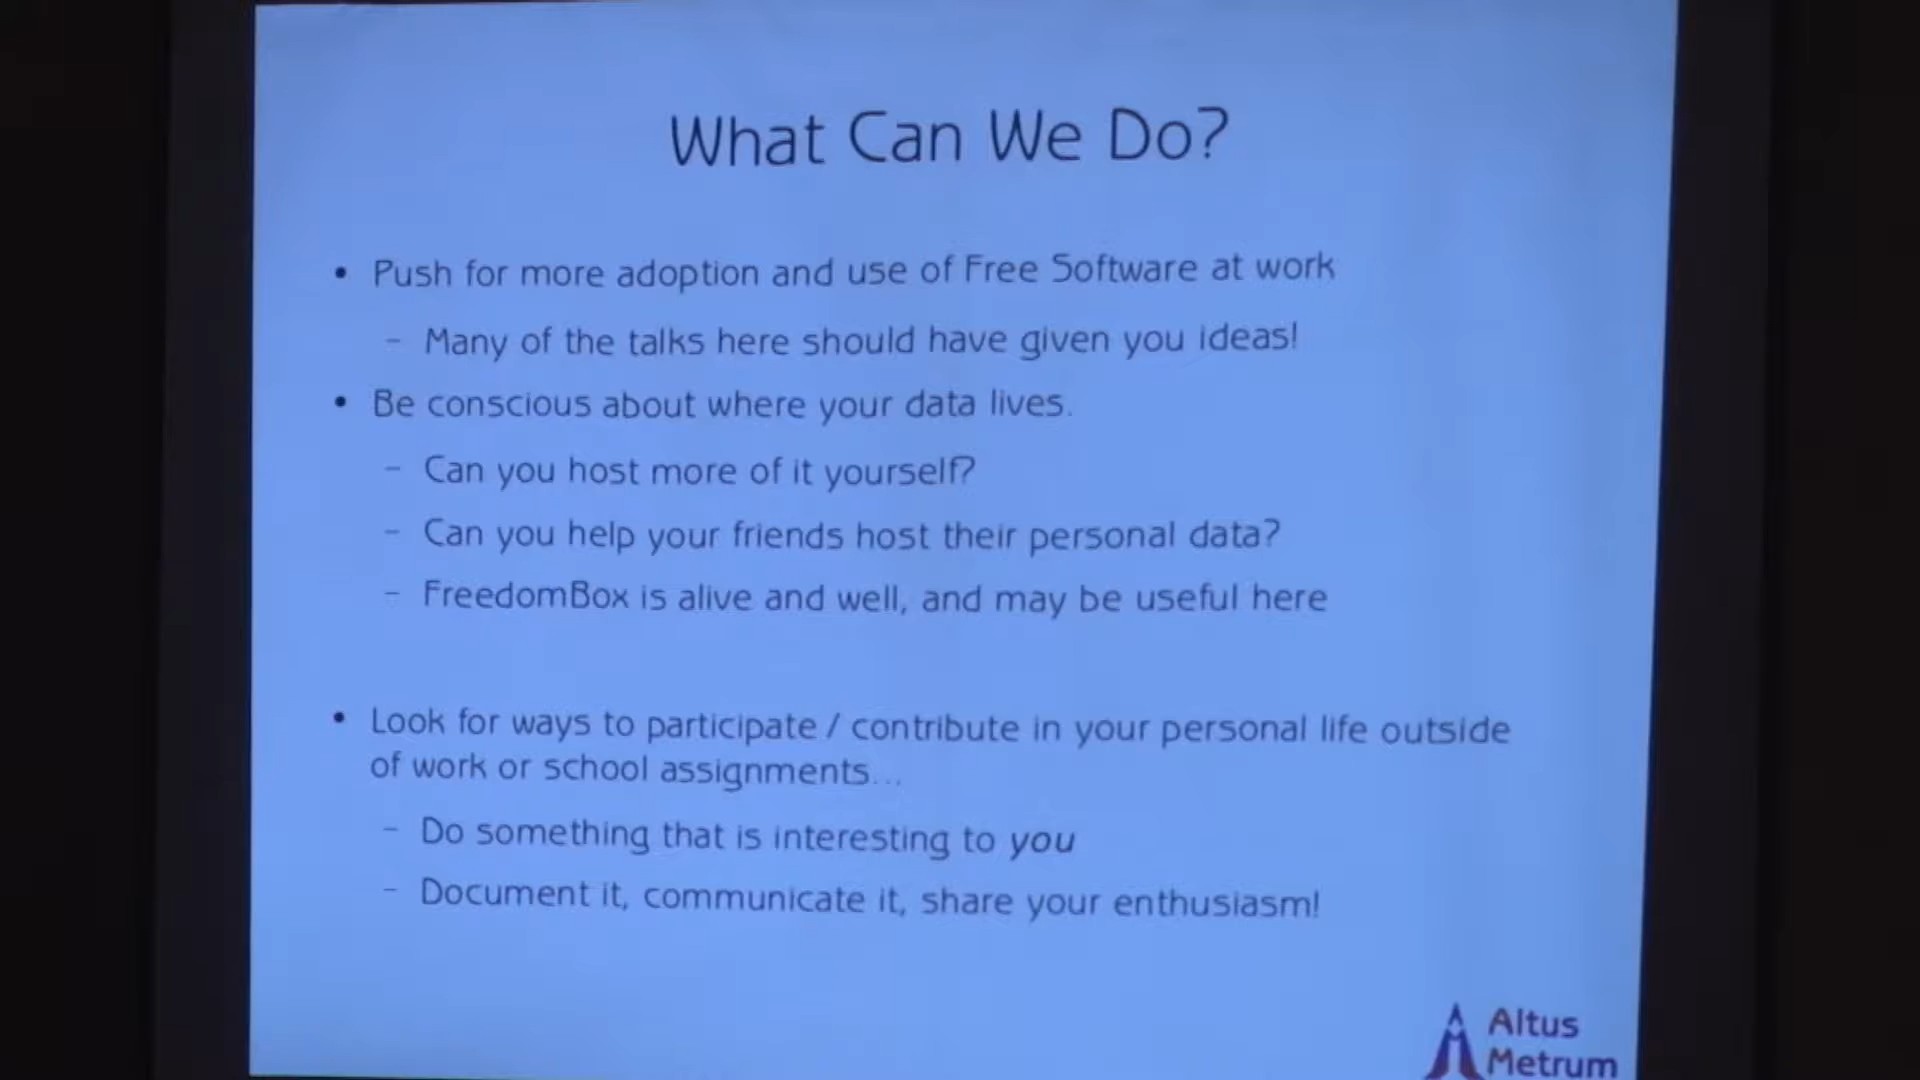 What Can We Do?
• Push for more adoption and use of Free Software at work
– Many of the talks here should have given you ideas!
• Be conscious about where your data lives.
– Can you host more of it yourself?
– Can you help your friends host their personal data?
– FreedomBox is alive and well, and may be useful here
• Look for ways to participate / contribute in your personal life outside
of work or school assignments...
– Do something that is interesting to you
– Document it, communicate it, share your enthusiasm!
Altus
Metrum